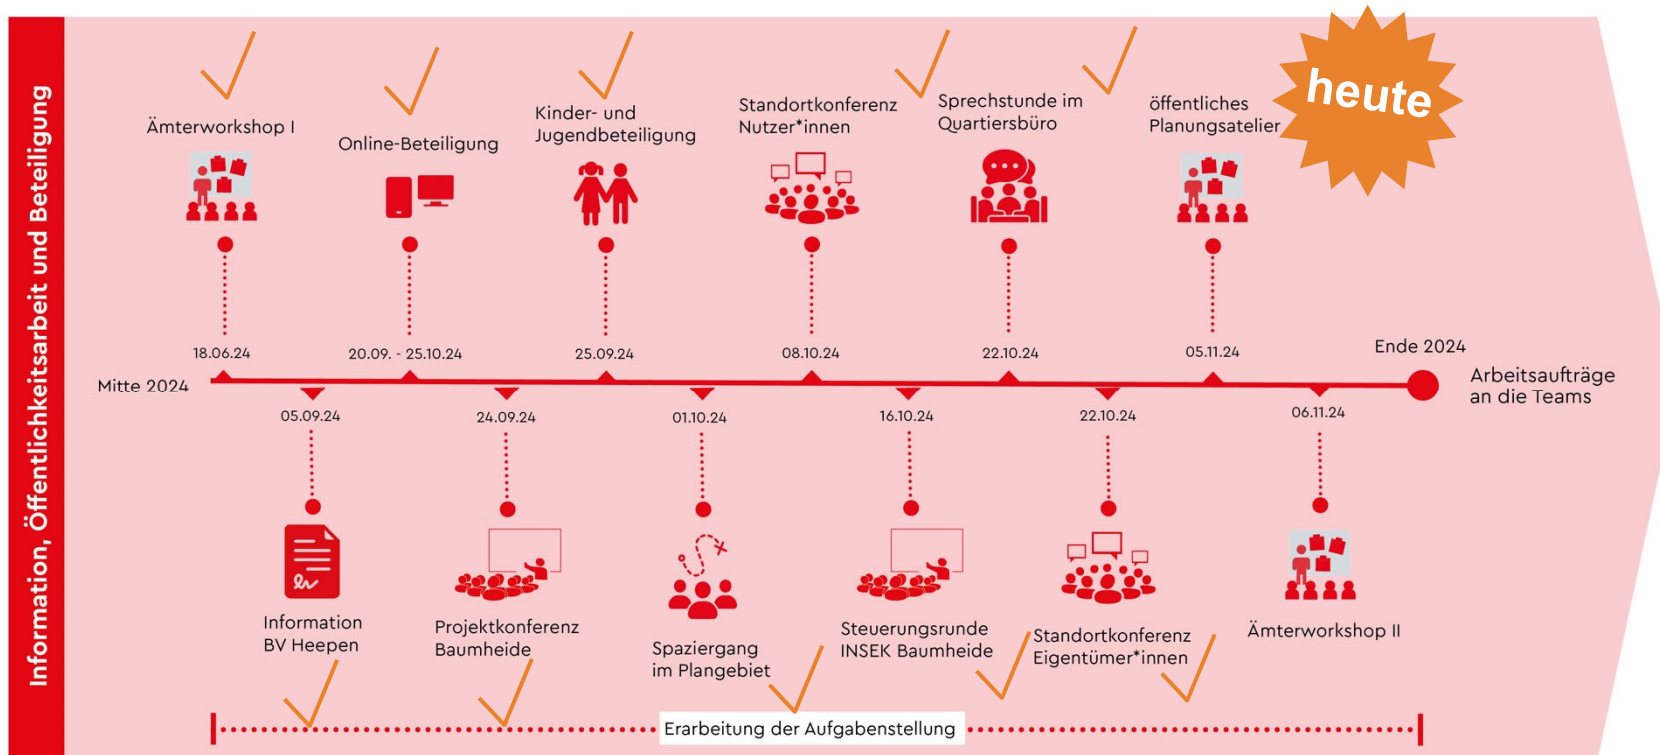 Information, Öffentlichkeitsarbeit und Beteiligung
Ämterworkshop I
Online-Beteiligung
Kinder- und
Jugendbeteiligung
Standortkonferenz
Nutzer*innen
Sprechstunde im
Quartiersbüro
öffentliches
Planungsatelier
heute
18.06.24
20.09. - 25.10.24
25.09.24
08.10.24
22.10.24
05.11.24
Ende 2024
Mitte 2024
Arbeitsaufträge
an die Teams
05.09.24
24.09.24
01.10.24
16.10.24
22.10.24
06.11.24
Information
BV Heepen
Projektkonferenz
Baumheide
Spaziergang
im Plangebiet
Steuerungsrunde
INSEK Baumheide
Standortkonferenz
Eigentümer*innen
Ämterworkshop II
Erarbeitung der Aufgabenstellung